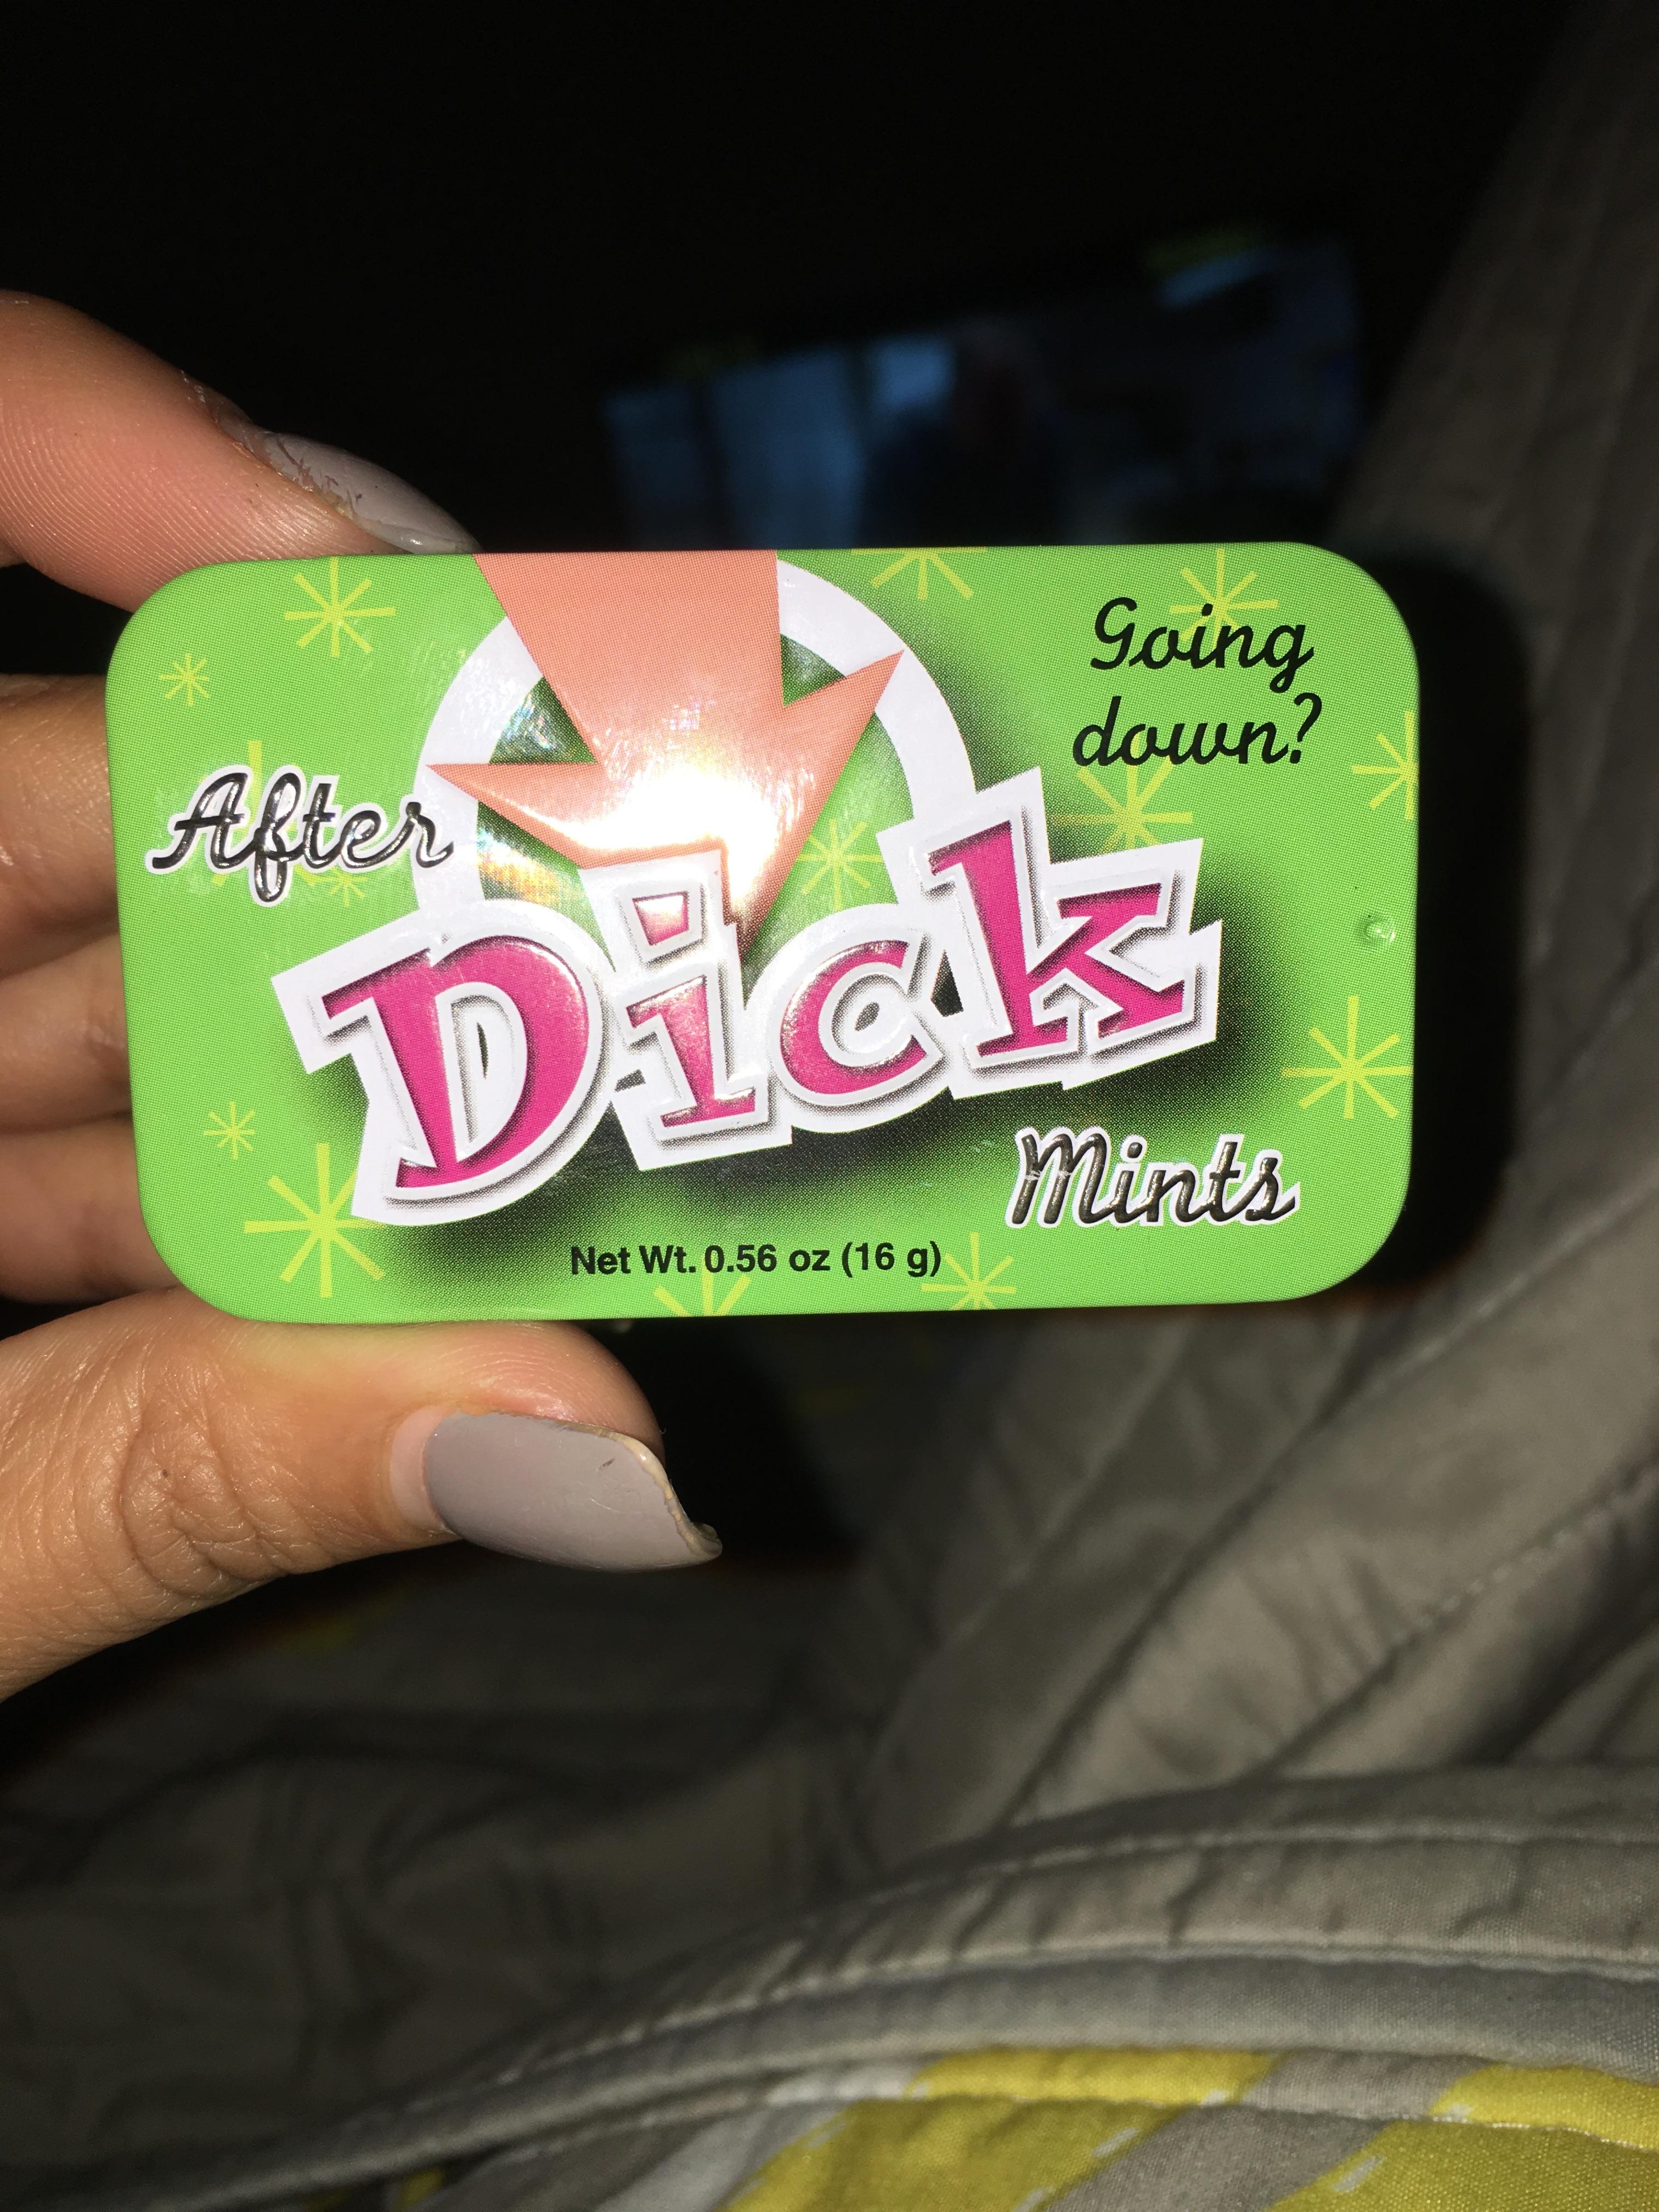 Going
down?
After
Dick
Mints
Net Wt. 0.56 oz (16 g)